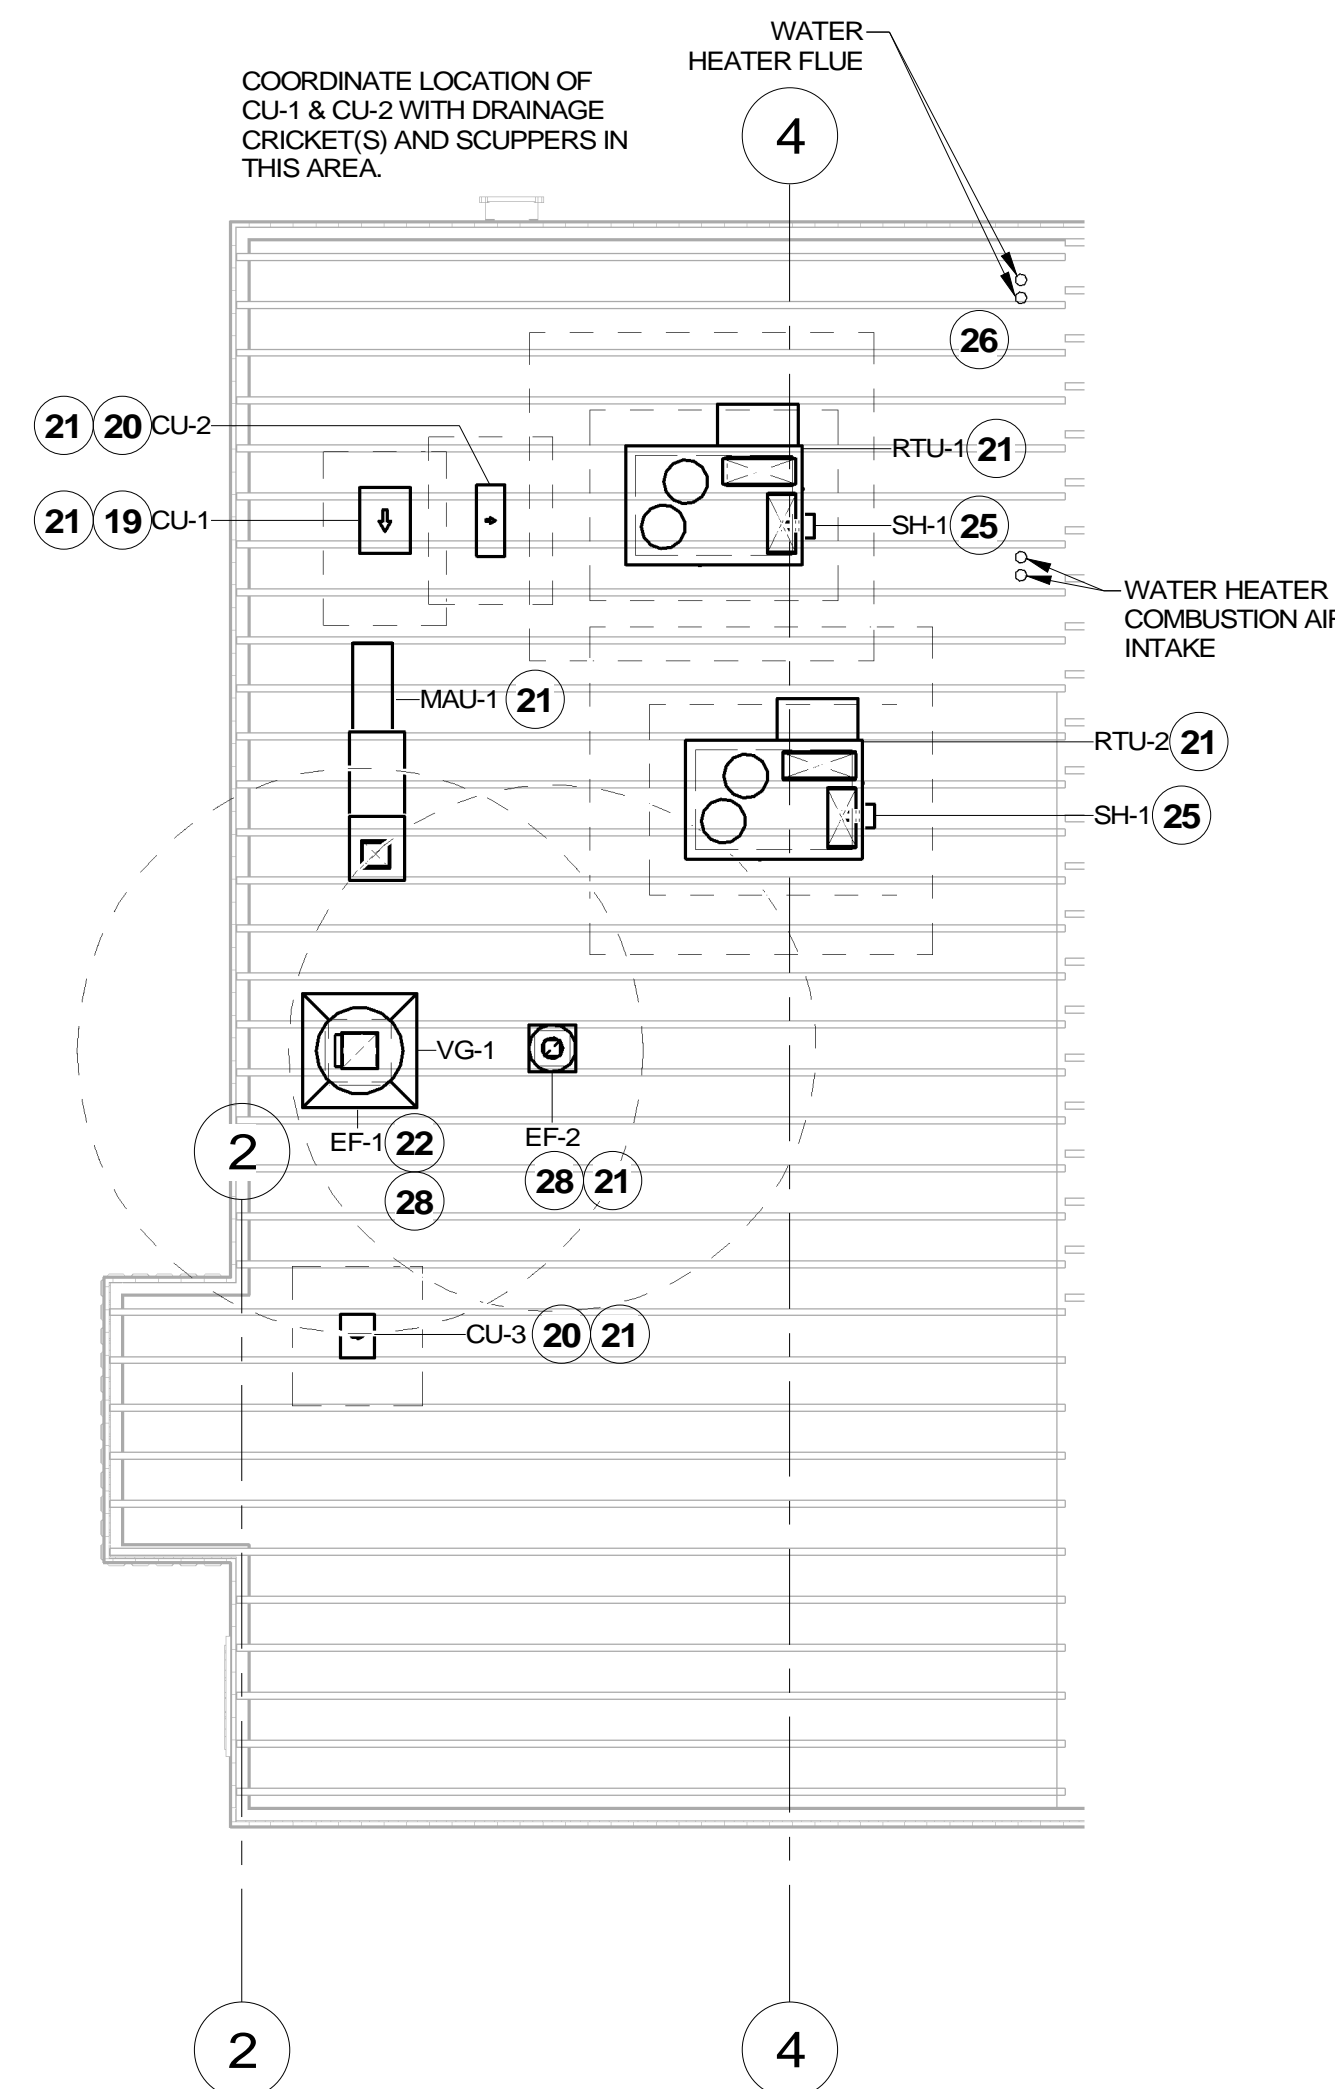 WATER
HEATER FLUE
COORDINATE LOCATION OF
CU-1 & CU-2 WITH DRAINAGE
CRICKET(S) AND SCUPPERS IN
THIS AREA.
4
26
21 20 CU-2
RTU-1 21
21 19 CU-1
SH-1 25
WATER HEATER
COMBUSTION AIR
INTAKE
MAU-1 21
RTU-2 21
SH-1 25
VG-1
EF-1 22
28
EF-2
28 21
2
CU-3 20 21
2
4